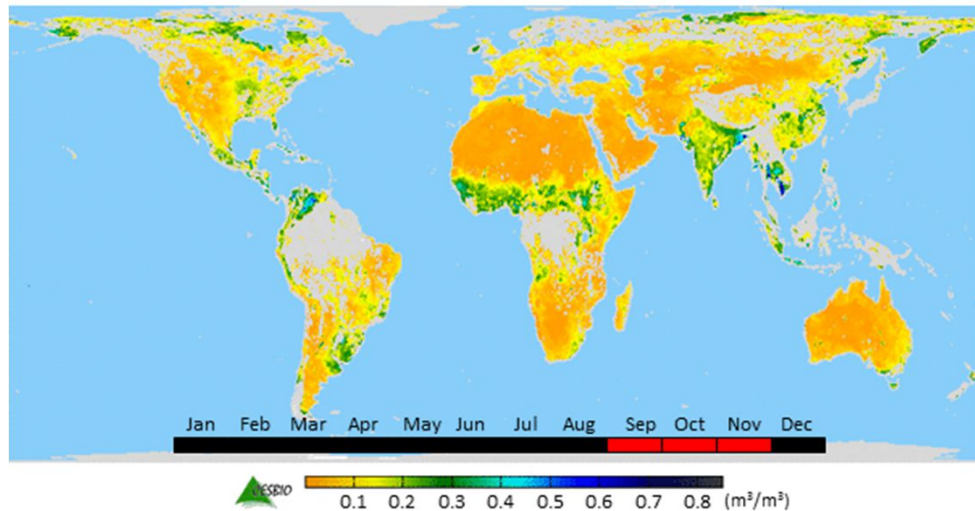 Jan Feb Mar Apr May Jun Jul Aug Sep Oct Nov Dec
CESBIO
0.1 0.2 0.3 0.4 0.5 0.6 0.7 0.8 (m³/m³)